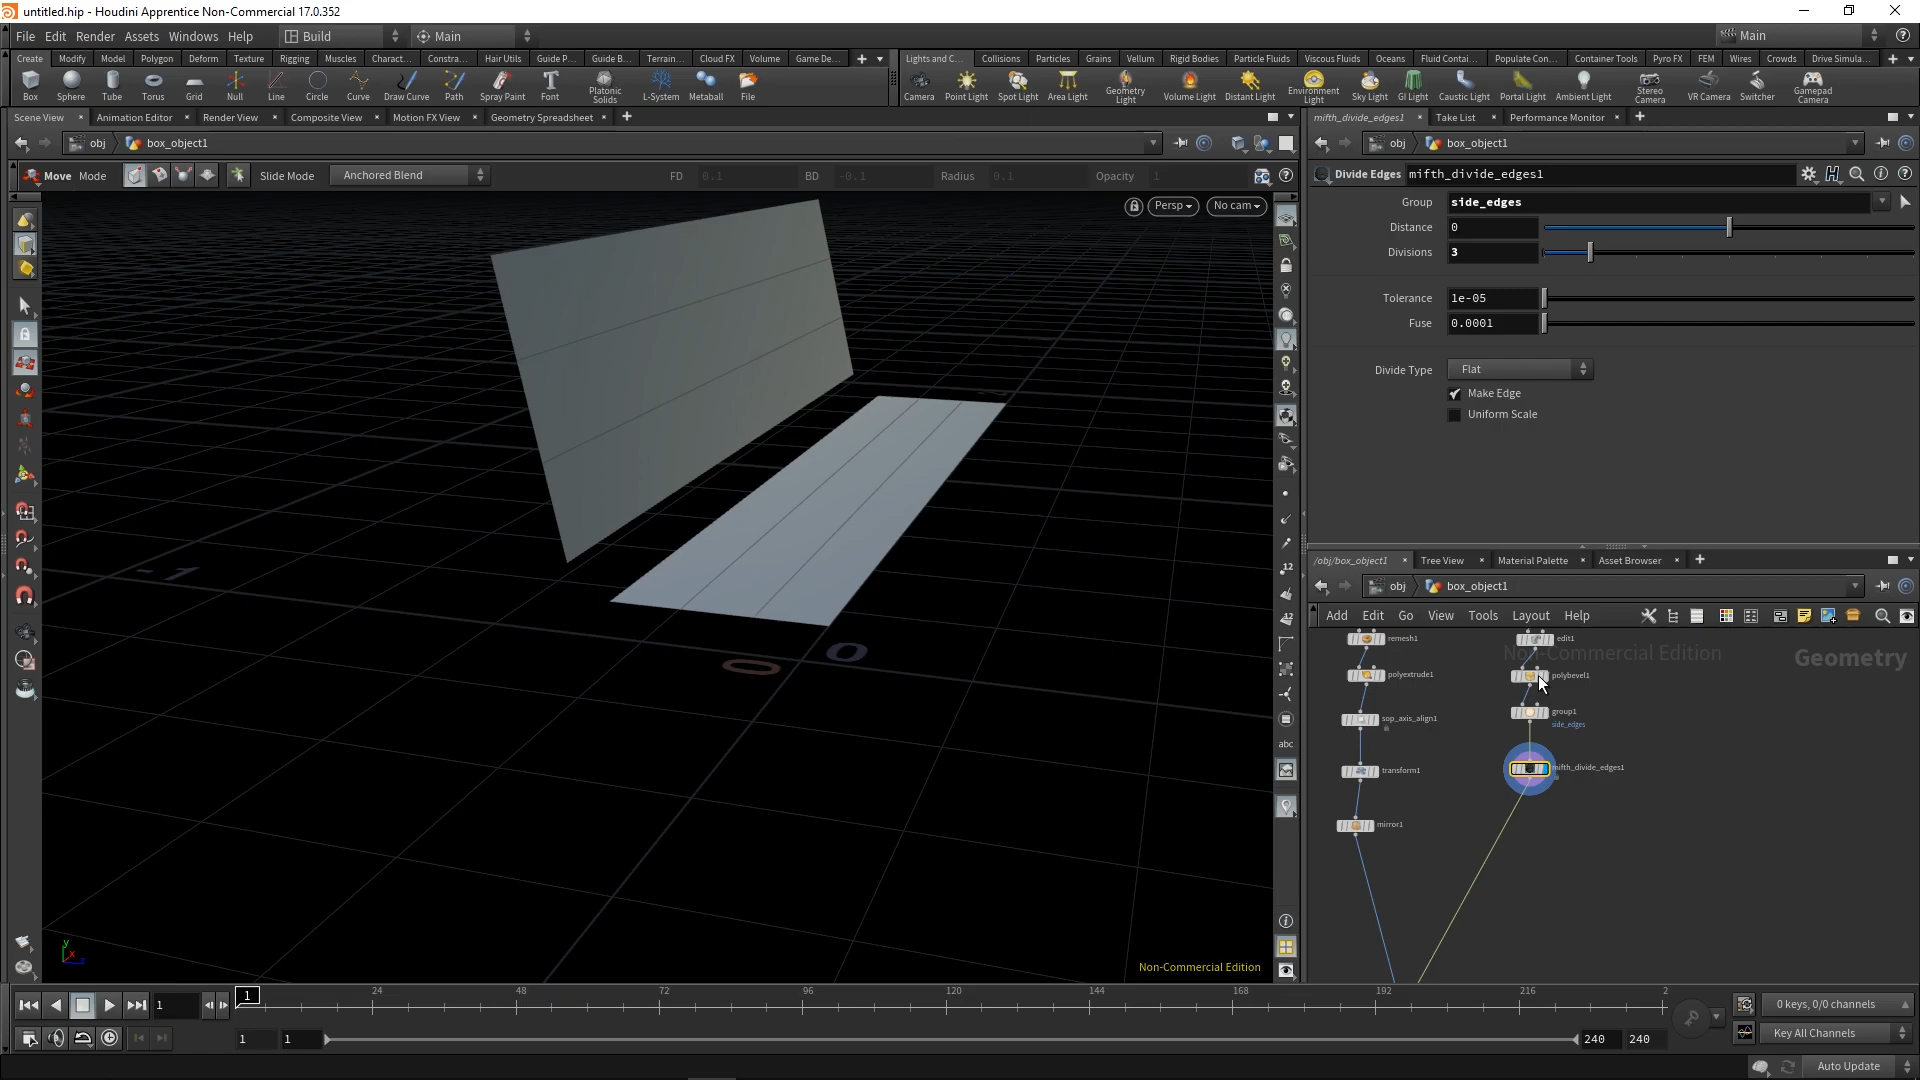 untitled.hip - Houdini Apprentice Non-Commercial 17.0.352
File Edit Render Assets Windows Help Build Main Main
Create Modify Model Polygon Deform Texture Rigging Muscles Charact... Constra... Hair Utils Guide P... Guide B... Terrain... Cloud FX Volume Game De...
Lights and C... Collisions Particles Grains Vellum Rigid Bodies Particle Fluids Viscous Fluids Oceans Fluid Contai... Populate Con... Container Tools Pyro FX FEM Wires Crowds Drive Simula...
Box Sphere Tube Torus Grid Null Line Circle Curve Draw Curve Path Spray Paint Font Platonic Solids L-System Metaball File
Camera Point Light Spot Light Area Light Geometry Light Volume Light Distant Light Environment Light Sky Light GI Light Caustic Light Portal Light Ambient Light Stereo Camera VR Camera Switcher Gamepad Camera
Scene View Animation Editor Render View Composite View Motion FX View Geometry Spreadsheet
mifth_divide_edges1 Take List Performance Monitor
obj box_object1
obj box_object1
Move Mode Slide Mode Anchored Blend FD 0.1 BD -0.1 Radius 0.1 Opacity 1
Divide Edges mifth_divide_edges1
Persp No cam
Group side_edges
Distance 0
Divisions 3
Tolerance 1e-05
Fuse 0.0001
Divide Type Flat
Make Edge
Uniform Scale
-1
0
0
12
12
abc
y
x
z
Non-Commercial Edition
/obj/box_object1 Tree View Material Palette Asset Browser
obj box_object1
Add Edit Go View Tools Layout Help
Non-Commercial Edition
Geometry
remesh1
edit1
polyextrude1
polybevel1
sop_axis_align1
group1
side_edges
transform1
mifth_divide_edges1
mirror1
1 1 24 48 72 96 120 144 168 192 216 2
0 keys, 0/0 channels
1 1 240 240
Key All Channels
Auto Update